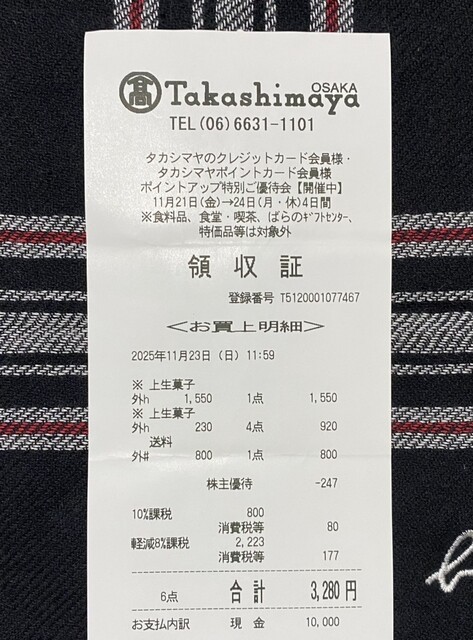 髙 Takashimaya OSAKA
TEL(06)6631-1101
タカシマヤのクレジットカード会員様・
タカシマヤポイントカード会員様
ポイントアップ特別ご優待会【開催中】
11月21日(金)→24日(月・休)4日間
※食料品、食堂・喫茶、ばらのギフトセンター、
特価品等は対象外
領収証
登録番号 T5120001077467
<お買上明細>
2025年11月23日(日)11:59
※ 上生菓子
外h 1,550 1点 1,550
※ 上生菓子
外h 230 4点 920
送料
外# 800 1点 800
株主優待 -247
10%課税 800
消費税等 80
軽減8%課税 2,223
消費税等 177
6点 合計 3,280円
お支払内訳 現金 10,000